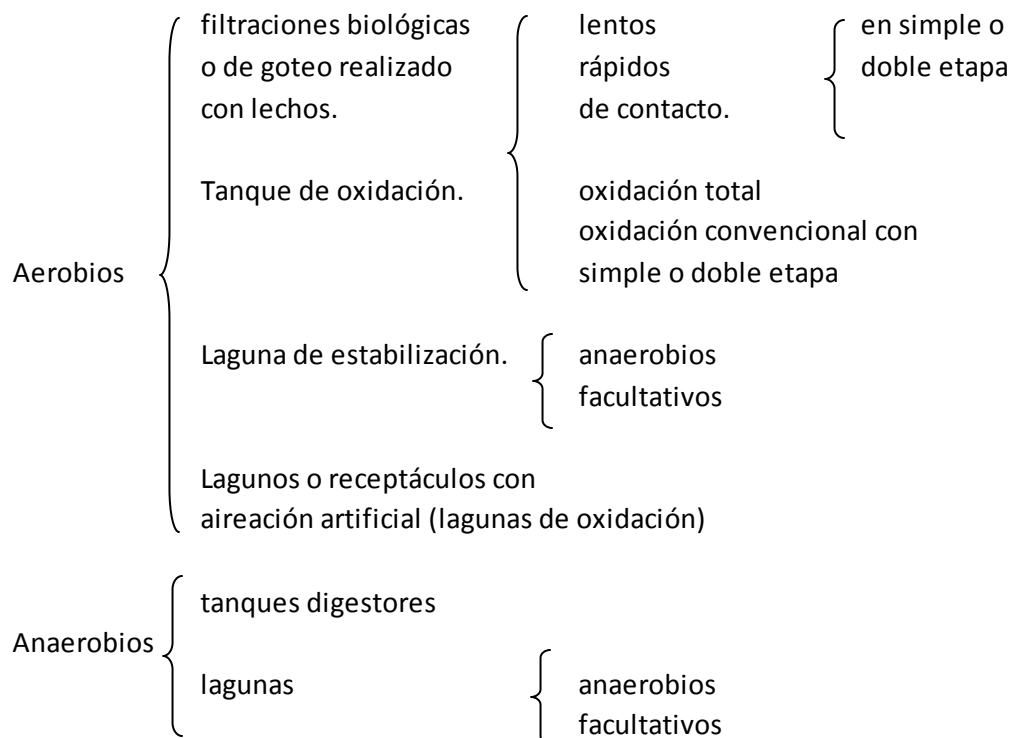 filtraciones biológicas lentos en simple o
o de goteo realizado rápidos doble etapa
con lechos. de contacto.
Tanque de oxidación. oxidación total
oxidación convencional con
Aerobios simple o doble etapa
Laguna de estabilización. anaerobios
facultativos
Lagunos o receptáculos con
aireación artificial (lagunas de oxidación)
tanques digestores
Anaerobios
lagunas anaerobios
facultativos